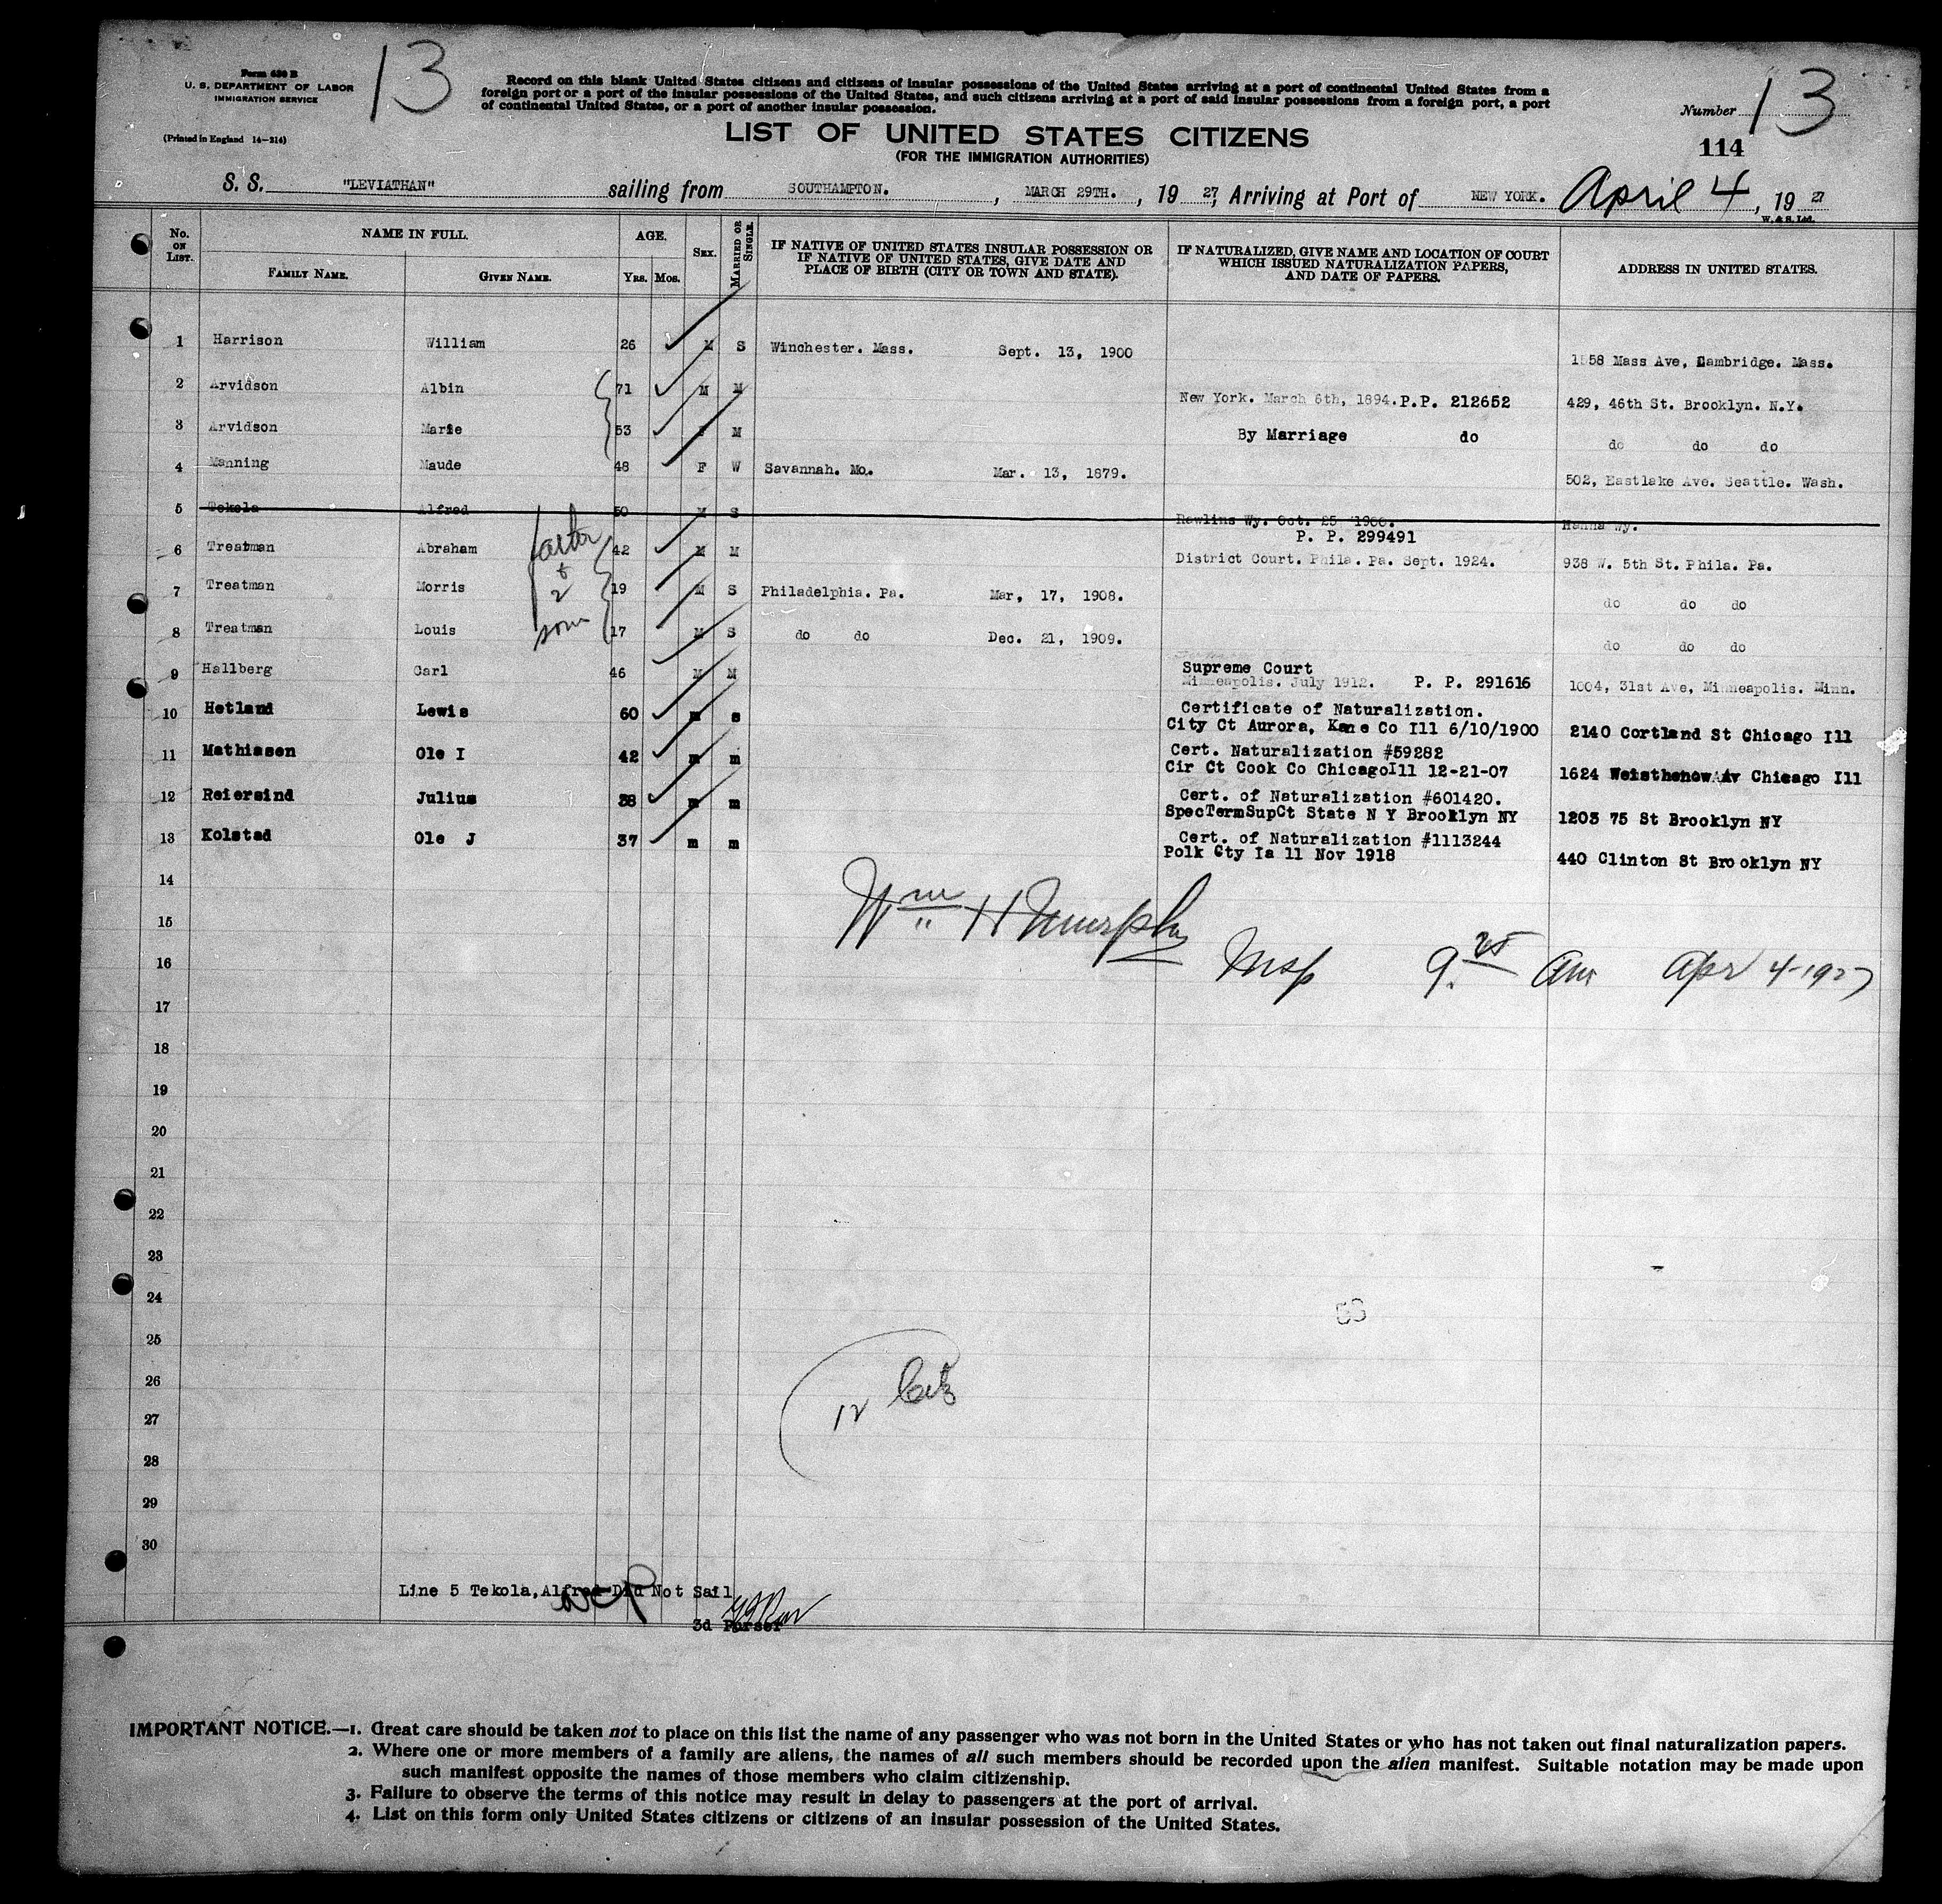 Form 630 B
U. S. DEPARTMENT OF LABOR
IMMIGRATION SERVICE
(Printed in England 14-214)
13
Record on this blank United States citizens and citizens of insular possessions of the United States arriving at a port of continental United States from a
foreign port or a port of the insular possessions of the United States, and such citizens arriving at a port of said insular possessions from a foreign port, a port
of continental United States, or a port of another insular possession.
Number 13
LIST OF UNITED STATES CITIZENS
(FOR THE IMMIGRATION AUTHORITIES)
114
S. S. "LEVIATHAN" sailing from SOUTHAMPTON. , MARCH 29TH. , 19 27, Arriving at Port of NEW YORK. April 4, 19 27
W. & S. Ltd.
No. ON LIST. NAME IN FULL. AGE. SEX. MARRIED OR SINGLE. IF NATIVE OF UNITED STATES INSULAR POSSESSION OR IF NATIVE OF UNITED STATES, GIVE DATE AND PLACE OF BIRTH (CITY OR TOWN AND STATE). IF NATURALIZED, GIVE NAME AND LOCATION OF COURT WHICH ISSUED NATURALIZATION PAPERS, AND DATE OF PAPERS. ADDRESS IN UNITED STATES.
FAMILY NAME. GIVEN NAME. YRS. MOS.
1 Harrison William 26 M S Winchester. Mass. Sept. 13, 1900 Mass Ave, Cambridge. Mass.
2 Arvidson Albin 71 M M New York. March 6th, 1894. P.P. 212652 429, 46th St. Brooklyn. N.Y.
3 Arvidson Marie 53 M By Marriage do do do do
4 Manning Maude 48 F W Savannah. Mo. Mar. 13, 1879. 502, Eastlake Ave. Seattle. Wash.
5 Tekola Alfred 50 M S Rawlins Wy. Oct. 25 Hanna Wy.
P. P. 299491
6 Treatman Abraham 42 M M District Court. Phila. Pa. Sept. 1924. 938 W. 5th St. Phila. Pa.
7 Treatman Morris 19 M S Philadelphia. Pa. Mar, 17, 1908. do do do
8 Treatman Louis 17 M S do do Dec. 21, 1909. do do do
2
sons
Supreme Court
9 Hallberg Carl 46 M M Minneapolis. July 1912. P. P. 291616 1004, 31st Ave, Minneapolis. Minn.
Certificate of Naturalization.
10 Hetland Lewis 60 m s City Ct Aurora, Kane Co Ill 6/10/1900 2140 Cortland St Chicago Ill
Cert. Naturalization #59282
11 Mathiasen Ole I 42 m m Cir Ct Cook Co ChicagoIll 12-21-07 1624 Av Chicago Ill
Cert. of Naturalization #601420.
12 Reiersind Julius 38 m m SpecTermSupCt State N Y Brooklyn NY 1203 75 St Brooklyn NY
Cert. of Naturalization #1113244
13 Kolstad Ole J 37 m m Polk Cty Ia 11 Nov 1918 440 Clinton St Brooklyn NY
14
Wm H Murphy
15
Insp 9.25 Am Apr 4-1927
16
17
18
19
20
21
22
23
24
25
26
12 Citz
27
28
29
30
Line 5 Tekola,Alfred Did Not Sail
3d Purser
IMPORTANT NOTICE.—1. Great care should be taken not to place on this list the name of any passenger who was not born in the United States or who has not taken out final naturalization papers.
2. Where one or more members of a family are aliens, the names of all such members should be recorded upon the alien manifest. Suitable notation may be made upon
such manifest opposite the names of those members who claim citizenship.
3. Failure to observe the terms of this notice may result in delay to passengers at the port of arrival.
4. List on this form only United States citizens or citizens of an insular possession of the United States.